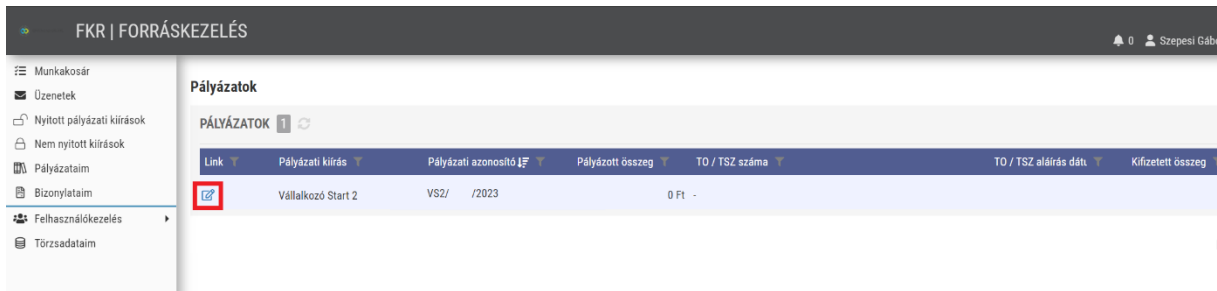 FKR | FORRÁSKEZELÉS
0 Szepesi Gáb
Munkakosár
Üzenetek
Nyitott pályázati kiírások
Nem nyitott kiírások
Pályázataim
Bizonylataim
Felhasználókezelés
Törzsadataim
Pályázatok
PÁLYÁZATOK 1
Link Pályázati kiírás Pályázati azonosító Pályázott összeg TO / TSZ száma TO / TSZ aláírás dátu Kifizetett összeg
Vállalkozó Start 2 VS2/ /2023 0 Ft -